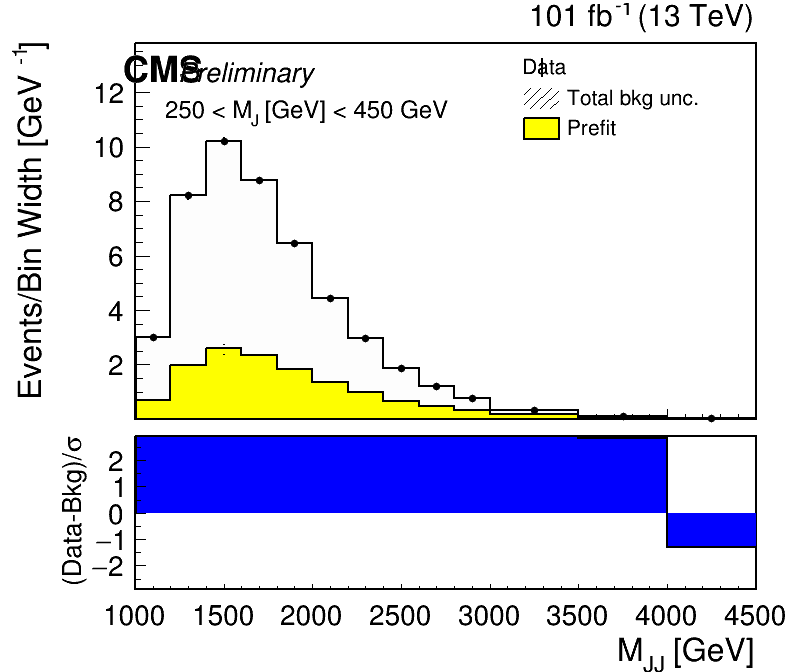 101 fb-1 (13 TeV)
CMS Preliminary
250 < MJ [GeV] < 450 GeV
Data
Total bkg unc.
Prefit
Events/Bin Width [GeV-1]
12
10
8
6
4
2
(Data-Bkg)/σ
2
1
0
−1
−2
1000 1500 2000 2500 3000 3500 4000 4500
MJJ [GeV]